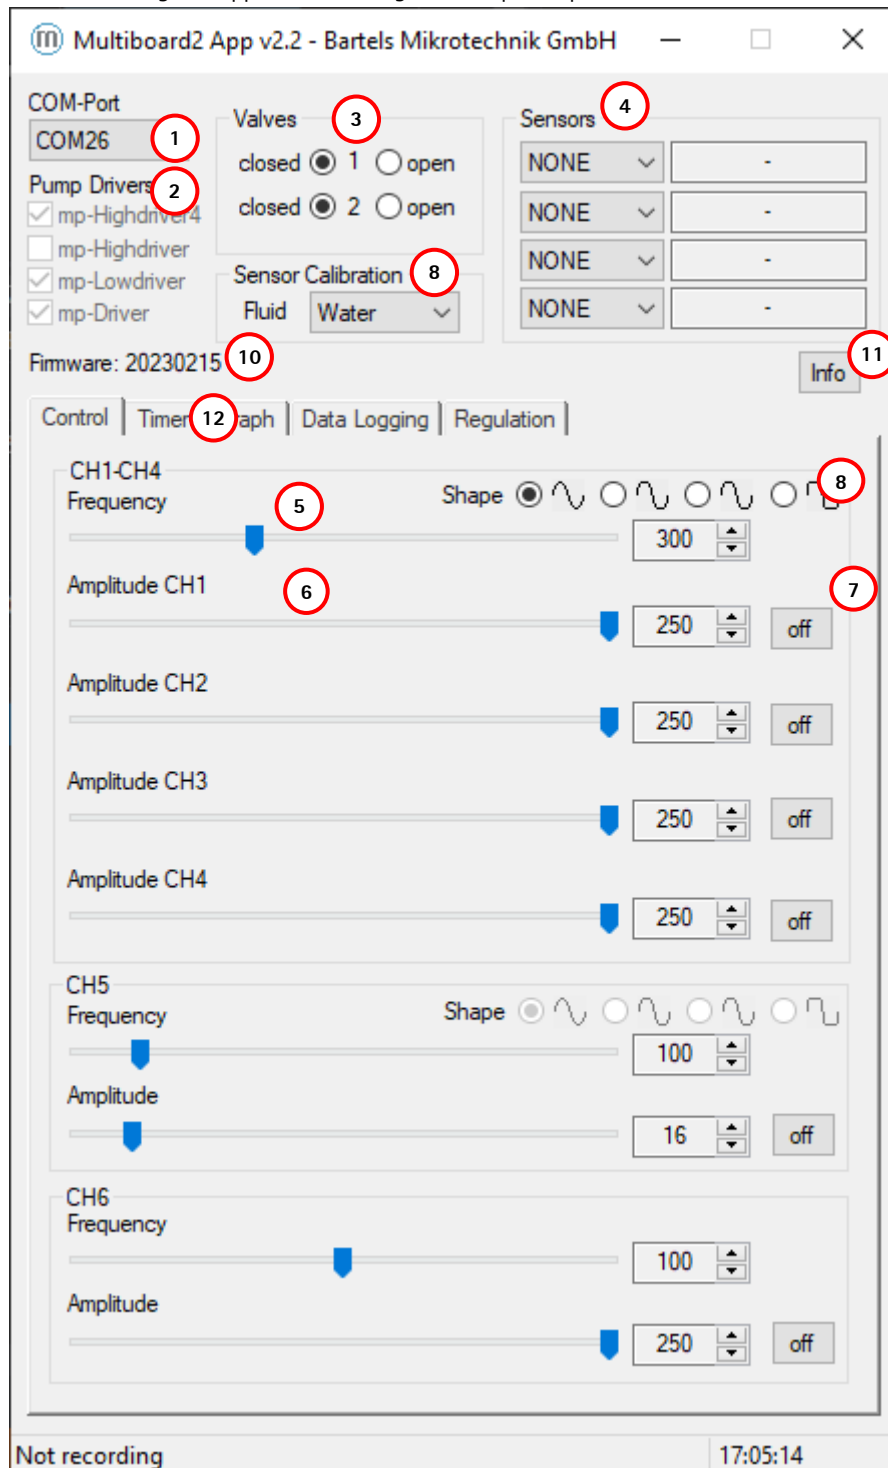 Multiboard2 App v2.2 - Bartels Mikrotechnik GmbH
COM-Port
COM26
1
Pump Drivers
2
mp-Highdriver4
mp-Highdriver
mp-Lowdriver
mp-Driver
Valves
3
closed 1 open
closed 2 open
Sensor Calibration
8
Fluid Water
Sensors
4
NONE -
NONE -
NONE -
NONE -
Firmware: 20230215
10
11
Info
Control Timer 12 Data Logging Regulation
CH1-CH4
Frequency
5
Shape
8
300
Amplitude CH1
6
7
250 off
Amplitude CH2
250 off
Amplitude CH3
250 off
Amplitude CH4
250 off
CH5
Frequency
Shape
100
Amplitude
16 off
CH6
Frequency
100
Amplitude
250 off
Not recording 17:05:14